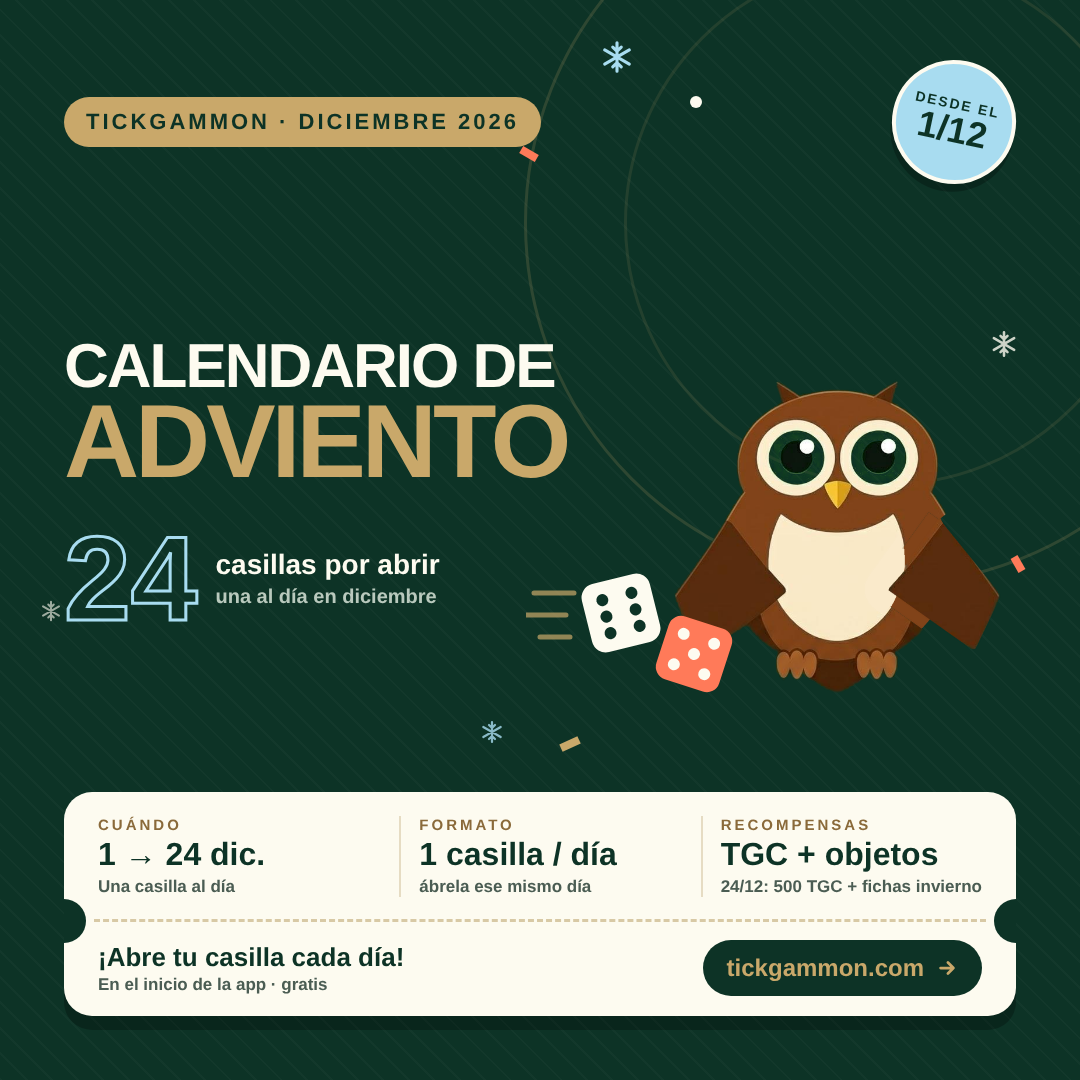 TICKGAMMON · DICIEMBRE 2026
DESDE EL
1/12
CALENDARIO DE
ADVIENTO
24
casillas por abrir
una al día en diciembre
CUÁNDO
1 → 24 dic.
Una casilla al día
FORMATO
1 casilla / día
ábrela ese mismo día
RECOMPENSAS
TGC + objetos
24/12: 500 TGC + fichas invierno
¡Abre tu casilla cada día!
En el inicio de la app · gratis
tickgammon.com →